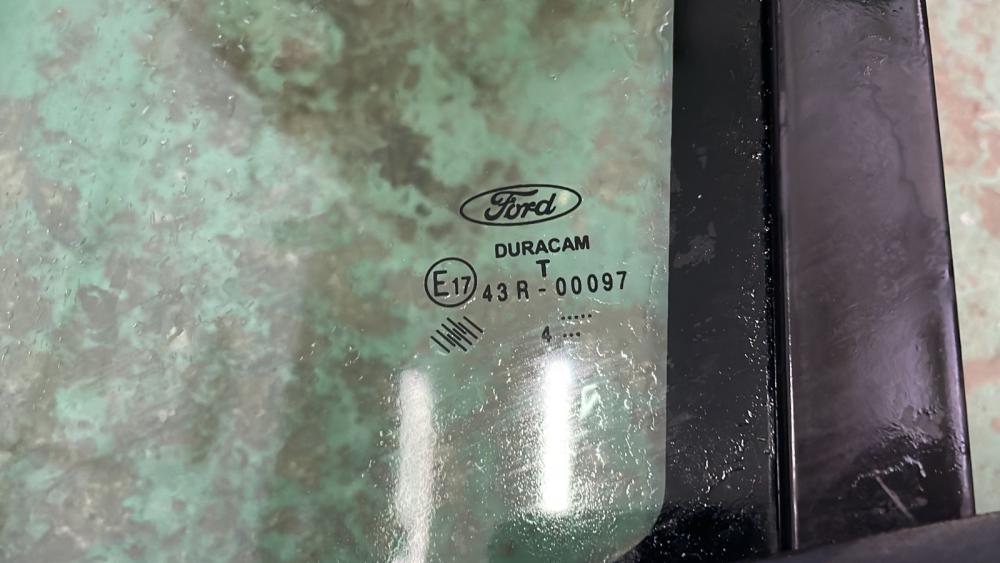 Ford
DURACAM
T
E17 43R-00097
..... 
4 ...